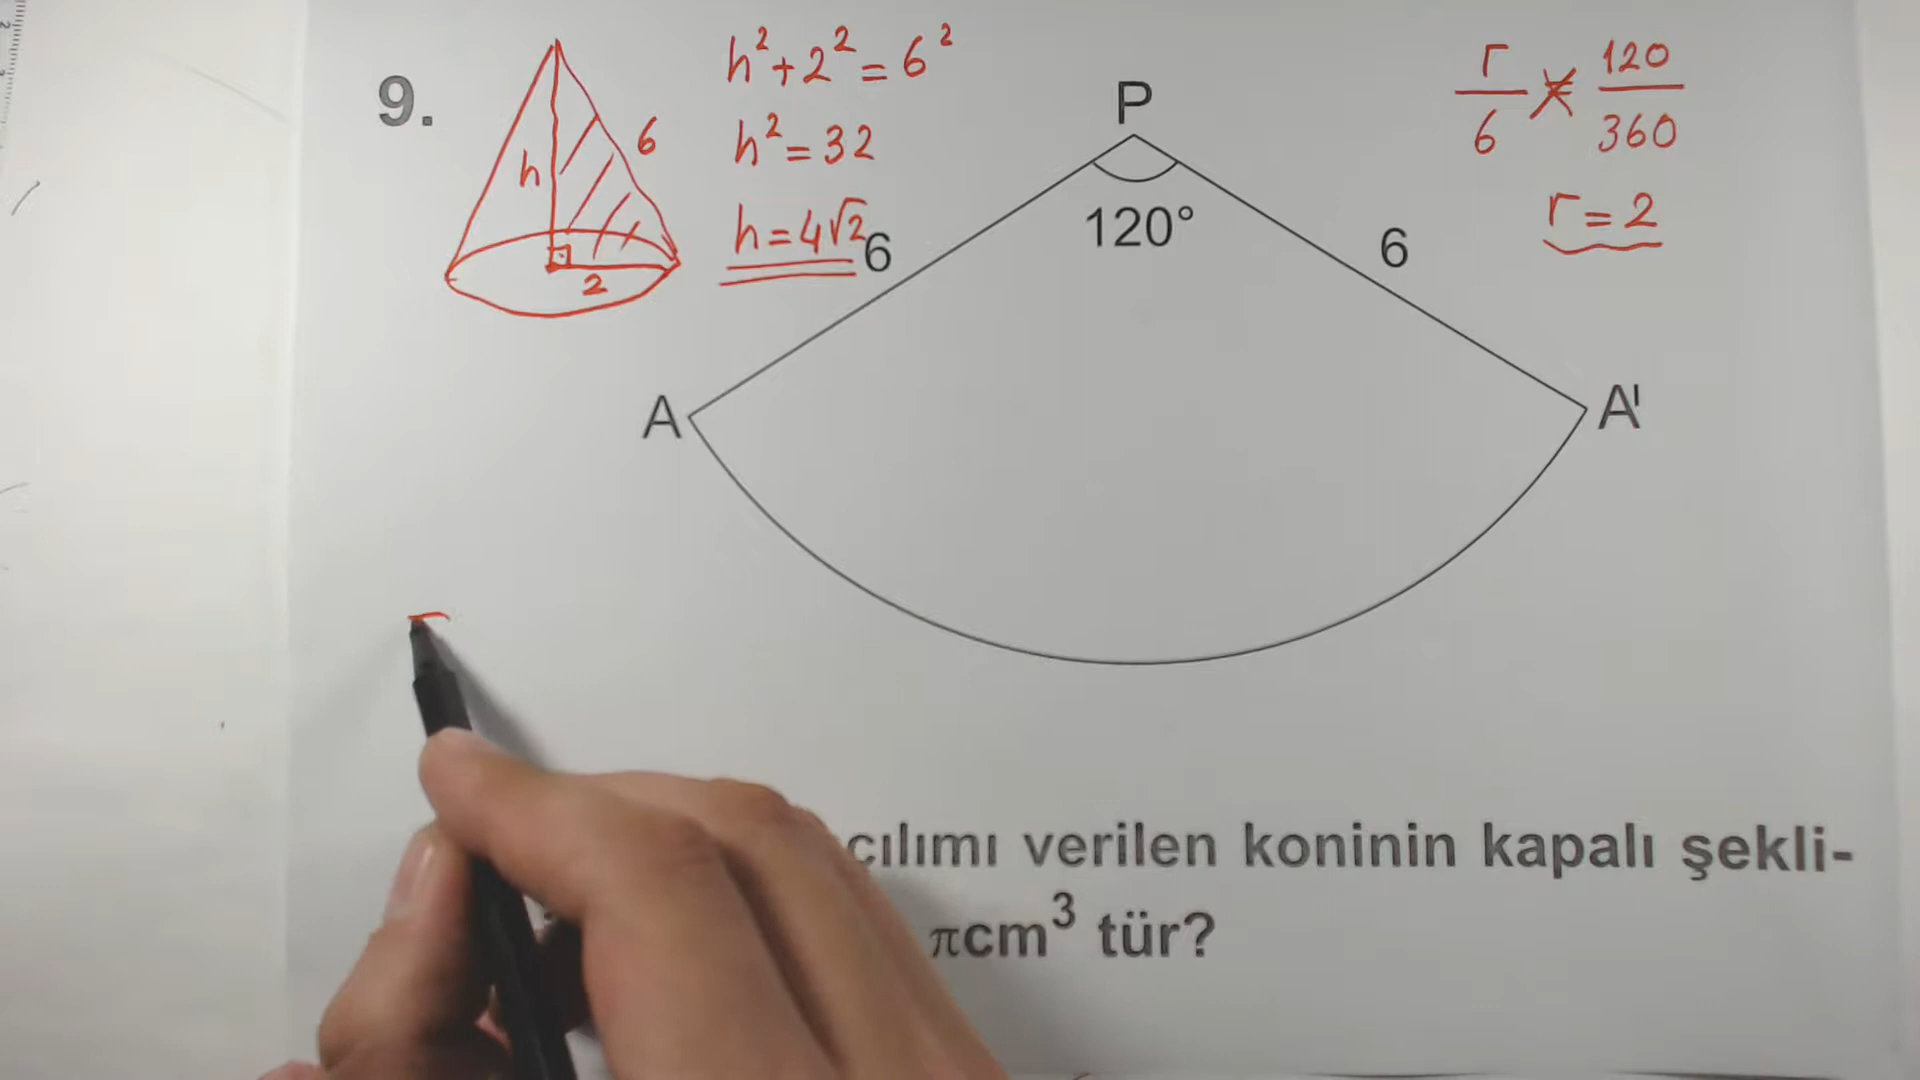 9.
h
6
2
h²+2²=6²
h²=32
h=4√2
P
120°
6
6
A
A'
r/6 = 120/360
r=2
verilen koninin kapalı şekli-
πcm³ tür?